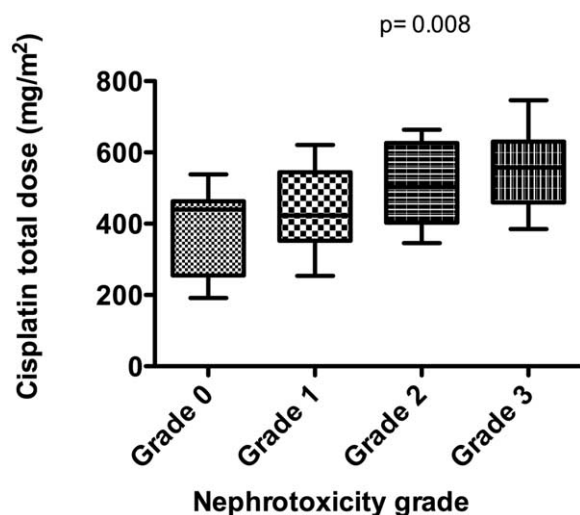 p= 0.008
Cisplatin total dose (mg/m²)
800
600
400
200
0
Grade 0
Grade 1
Grade 2
Grade 3
Nephrotoxicity grade